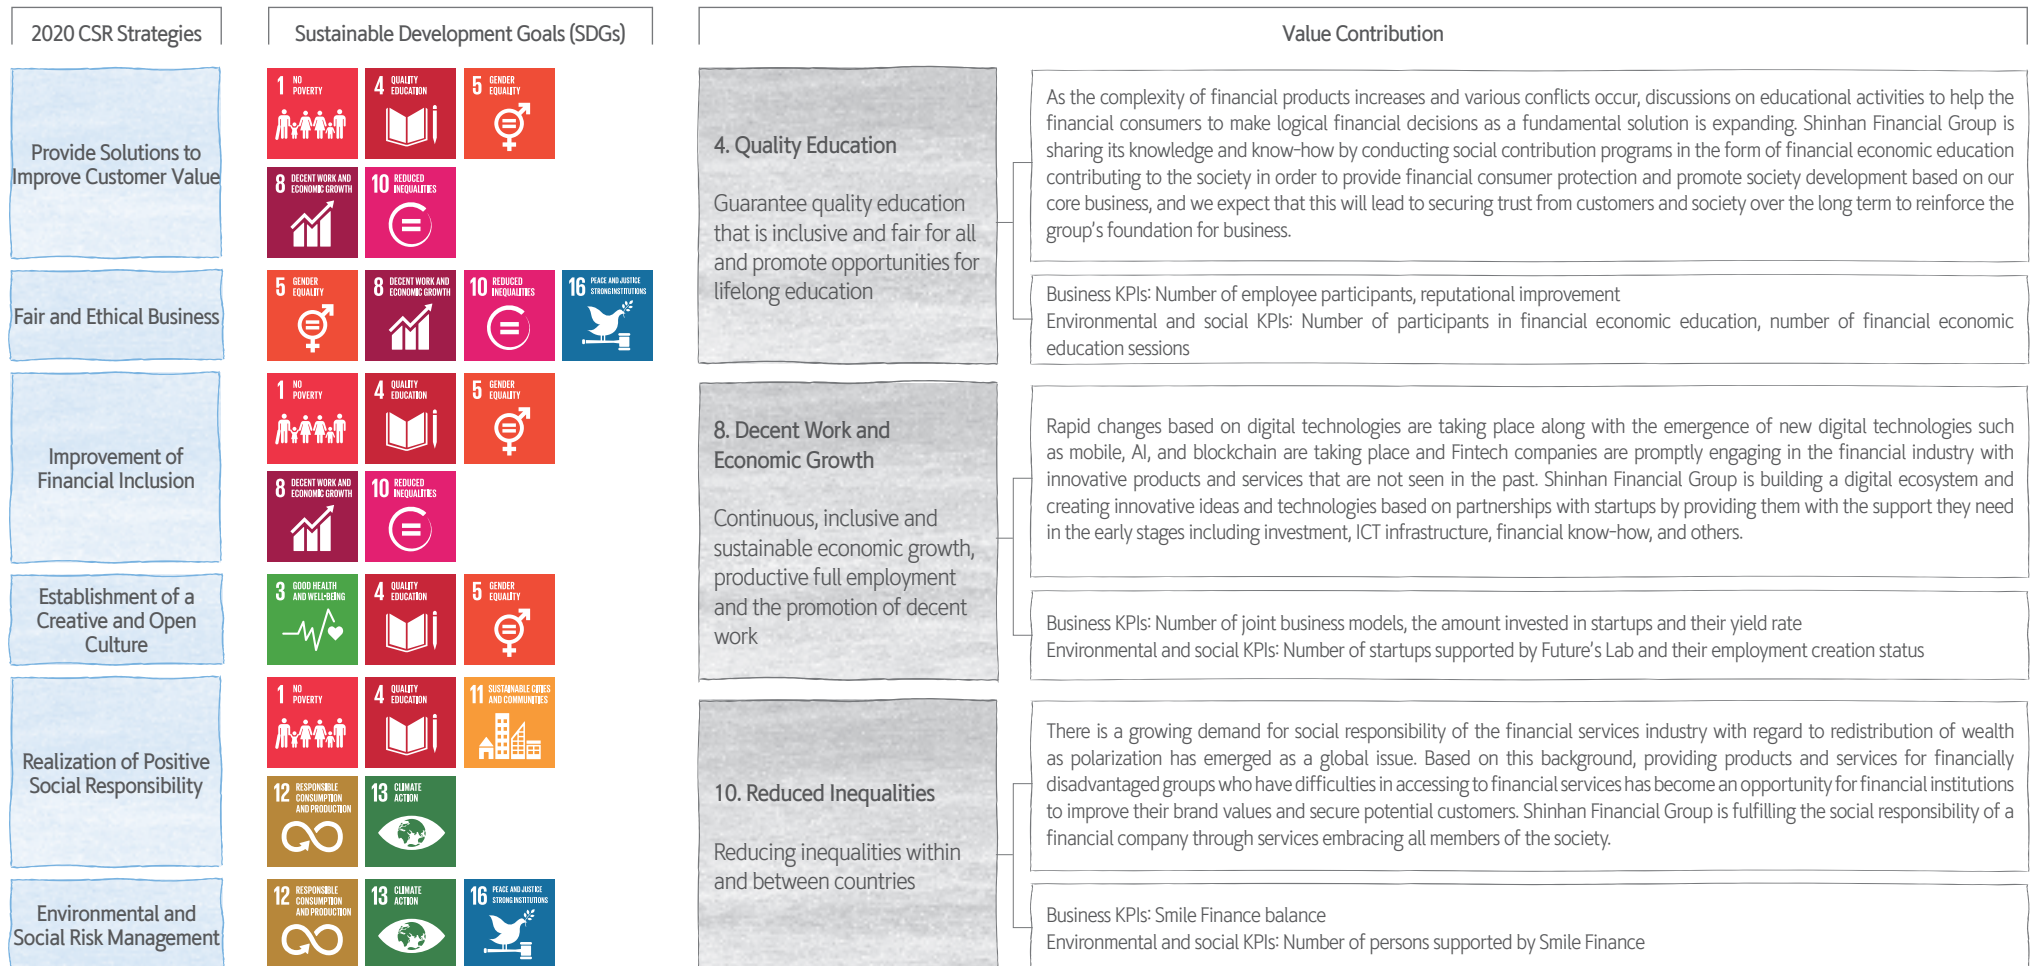 2020 CSR Strategies
Sustainable Development Goals (SDGs)
Value Contribution
Provide Solutions to
Improve Customer Value
1 NO
POVERTY
4 QUALITY
EDUCATION
5 GENDER
EQUALITY
8 DECENT WORK AND
ECONOMIC GROWTH
10 REDUCED
INEQUALITIES
Fair and Ethical Business
5 GENDER
EQUALITY
8 DECENT WORK AND
ECONOMIC GROWTH
10 REDUCED
INEQUALITIES
16 PEACE AND JUSTICE
STRONG INSTITUTIONS
Improvement of
Financial Inclusion
1 NO
POVERTY
4 QUALITY
EDUCATION
5 GENDER
EQUALITY
8 DECENT WORK AND
ECONOMIC GROWTH
10 REDUCED
INEQUALITIES
Establishment of a
Creative and Open
Culture
3 GOOD HEALTH
AND WELL-BEING
4 QUALITY
EDUCATION
5 GENDER
EQUALITY
Realization of Positive
Social Responsibility
1 NO
POVERTY
4 QUALITY
EDUCATION
11 SUSTAINABLE CITIES
AND COMMUNITIES
12 RESPONSIBLE
CONSUMPTION
AND PRODUCTION
13 CLIMATE
ACTION
Environmental and
Social Risk Management
12 RESPONSIBLE
CONSUMPTION
AND PRODUCTION
13 CLIMATE
ACTION
16 PEACE AND JUSTICE
STRONG INSTITUTIONS
4. Quality Education
Guarantee quality education
that is inclusive and fair for all
and promote opportunities for
lifelong education
As the complexity of financial products increases and various conflicts occur, discussions on educational activities to help the
financial consumers to make logical financial decisions as a fundamental solution is expanding. Shinhan Financial Group is
sharing its knowledge and know-how by conducting social contribution programs in the form of financial economic education
contributing to the society in order to provide financial consumer protection and promote society development based on our
core business, and we expect that this will lead to securing trust from customers and society over the long term to reinforce the
group's foundation for business.
Business KPIs: Number of employee participants, reputational improvement
Environmental and social KPIs: Number of participants in financial economic education, number of financial economic
education sessions
8. Decent Work and
Economic Growth
Continuous, inclusive and
sustainable economic growth,
productive full employment
and the promotion of decent
work
Rapid changes based on digital technologies are taking place along with the emergence of new digital technologies such
as mobile, AI, and blockchain are taking place and Fintech companies are promptly engaging in the financial industry with
innovative products and services that are not seen in the past. Shinhan Financial Group is building a digital ecosystem and
creating innovative ideas and technologies based on partnerships with startups by providing them with the support they need
in the early stages including investment, ICT infrastructure, financial know-how, and others.
Business KPIs: Number of joint business models, the amount invested in startups and their yield rate
Environmental and social KPIs: Number of startups supported by Future's Lab and their employment creation status
10. Reduced Inequalities
Reducing inequalities within
and between countries
There is a growing demand for social responsibility of the financial services industry with regard to redistribution of wealth
as polarization has emerged as a global issue. Based on this background, providing products and services for financially
disadvantaged groups who have difficulties in accessing to financial services has become an opportunity for financial institutions
to improve their brand values and secure potential customers. Shinhan Financial Group is fulfilling the social responsibility of a
financial company through services embracing all members of the society.
Business KPIs: Smile Finance balance
Environmental and social KPIs: Number of persons supported by Smile Finance